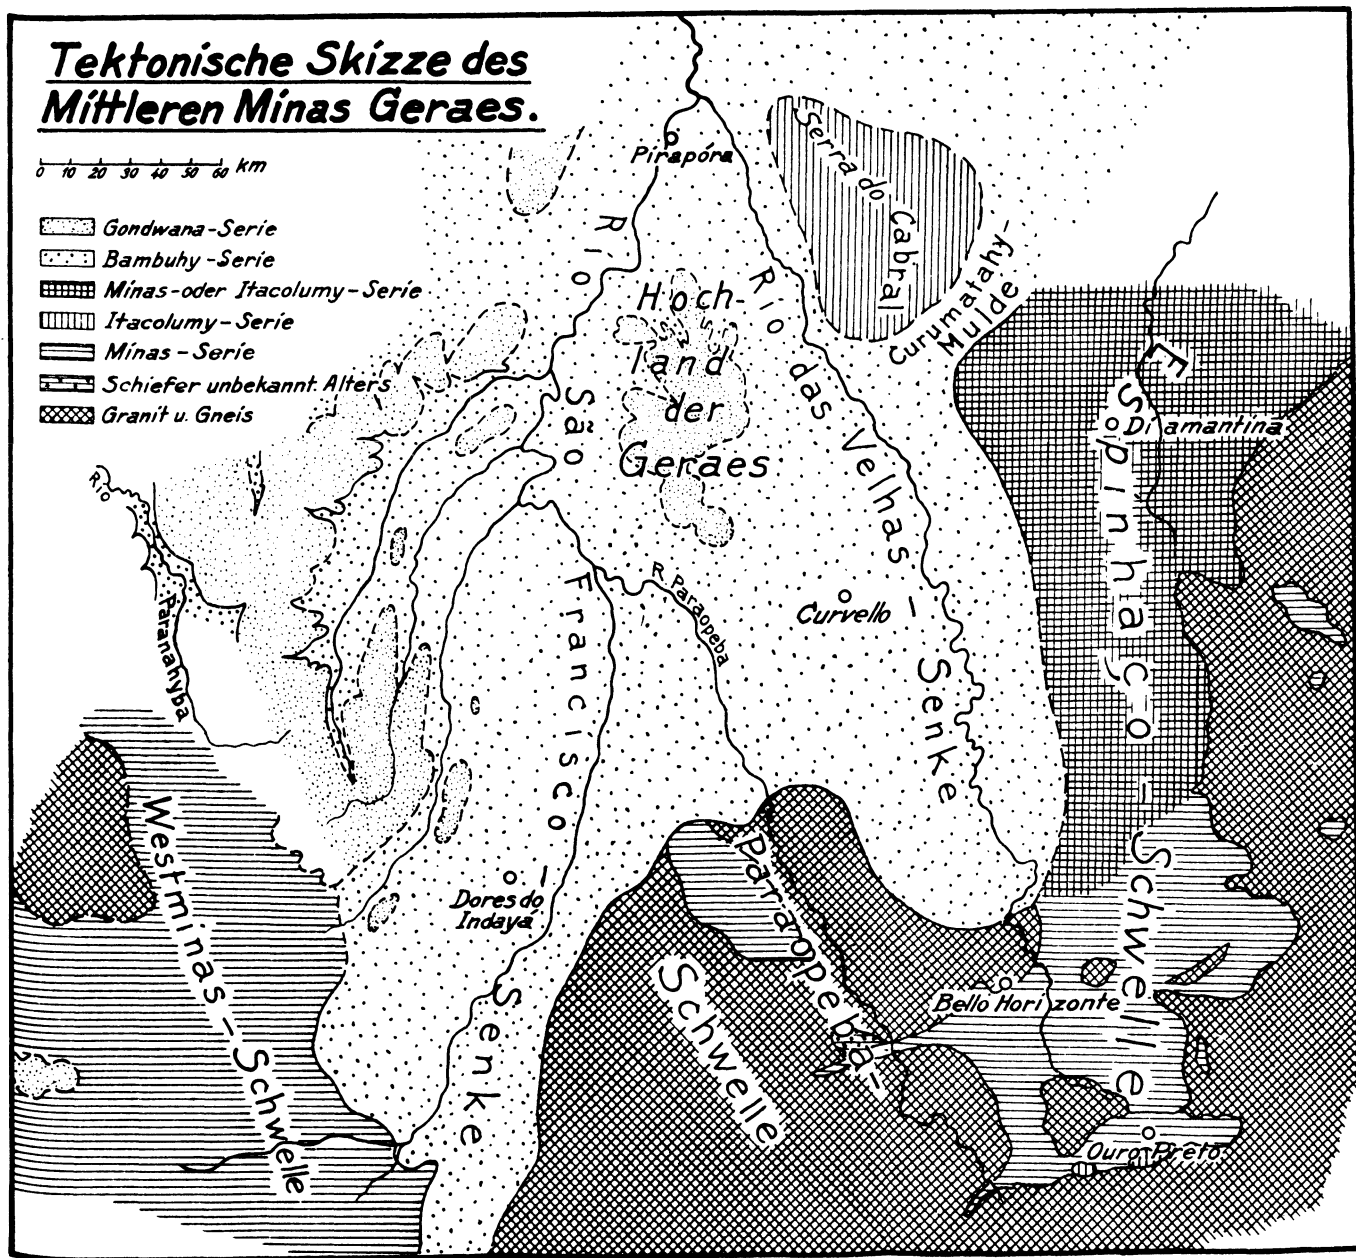 Tektonische Skizze des
Mittleren Minas Geraes.
0 10 20 30 40 50 60 km
Gondwana-Serie
Bambuhy-Serie
Minas-oder Itacolumy-Serie
Itacolumy-Serie
Minas-Serie
Schiefer unbekannt. Alters
Granit u. Gneis
Pirapóra
Serra do Cabral
Curumatahy-
Mulde
Rio São Francisco-Senke
Hoch-
land
der
Geraes
Rio das Velhas-Senke
Espinhaço-Schwelle
Diamantina
Rio Paranahyba
R. Paraopeba
Curvello
Westminas-Schwelle
Dores do
Indayá
Paraopeba-
Schwelle
Bello Horizonte
Ouro Preto